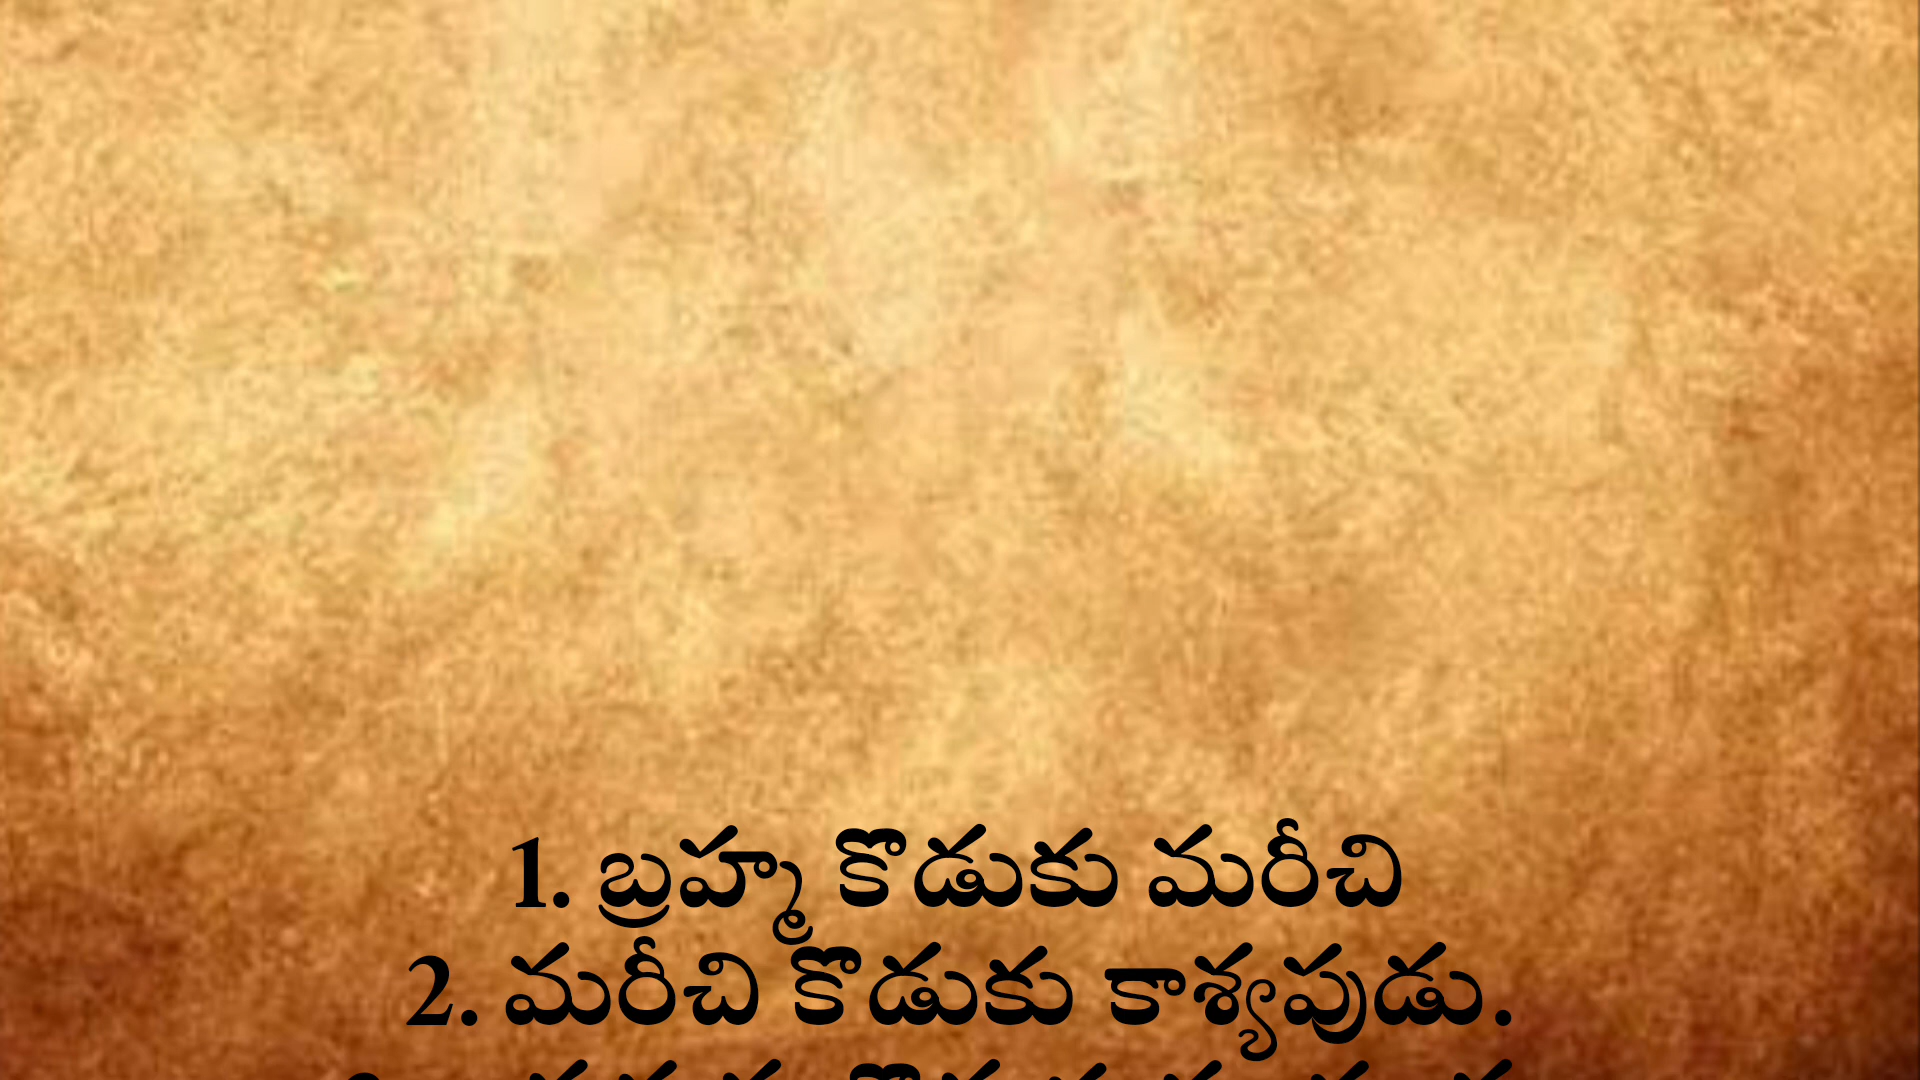 1. బ్రహ్మ కొడుకు మరీచి
2. మరీచి కొడుకు కాశ్యపుడు.